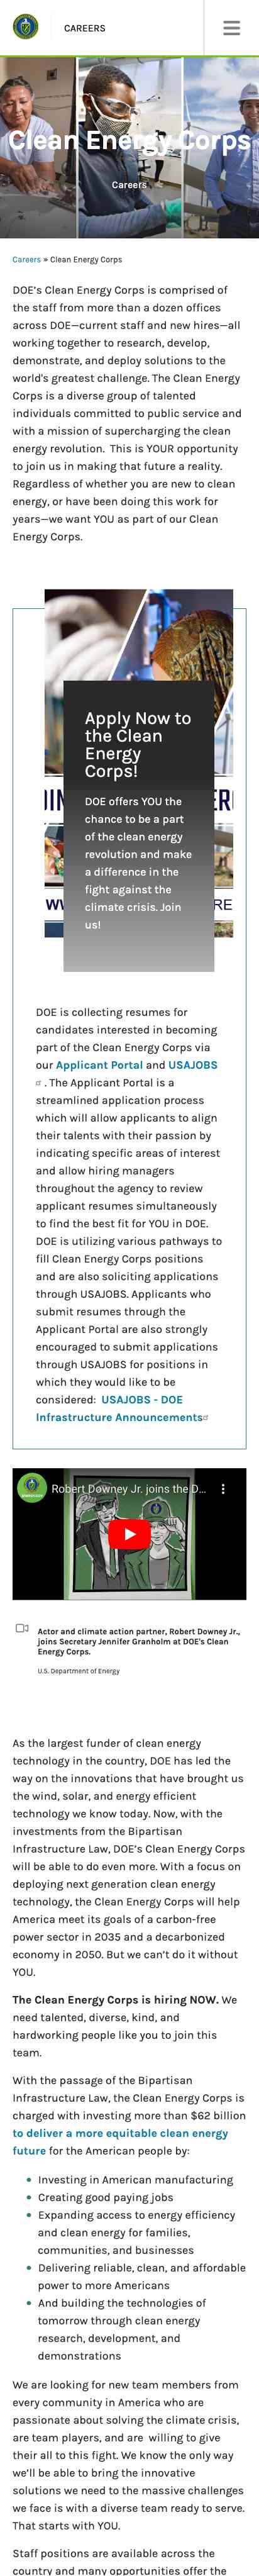 CAREERS
Clean Energy Corps
Careers
Careers » Clean Energy Corps
DOE's Clean Energy Corps is comprised of
the staff from more than a dozen offices
across DOE—current staff and new hires—all
working together to research, develop,
demonstrate, and deploy solutions to the
world's greatest challenge. The Clean Energy
Corps is a diverse group of talented
individuals committed to public service and
with a mission of supercharging the clean
energy revolution.  This is YOUR opportunity
to join us in making that future a reality.
Regardless of whether you are new to clean
energy, or have been doing this work for
years—we want YOU as part of our Clean
Energy Corps.
Apply Now to
the Clean
Energy
Corps!
DOE offers YOU the
chance to be a part
of the clean energy
revolution and make
a difference in the
fight against the
climate crisis. Join
us!
DOE is collecting resumes for
candidates interested in becoming
part of the Clean Energy Corps via
our Applicant Portal and USAJOBS
. The Applicant Portal is a
streamlined application process
which will allow applicants to align
their talents with their passion by
indicating specific areas of interest
and allow hiring managers
throughout the agency to review
applicant resumes simultaneously
to find the best fit for YOU in DOE.
DOE is utilizing various pathways to
fill Clean Energy Corps positions
and are also soliciting applications
through USAJOBS. Applicants who
submit resumes through the
Applicant Portal are also strongly
encouraged to submit applications
through USAJOBS for positions in
which they would like to be
considered:  USAJOBS - DOE
Infrastructure Announcements
Robert Downey Jr. joins the D...
Actor and climate action partner, Robert Downey Jr.,
joins Secretary Jennifer Granholm at DOE's Clean
Energy Corps.
U.S. Department of Energy
As the largest funder of clean energy
technology in the country, DOE has led the
way on the innovations that have brought us
the wind, solar, and energy efficient
technology we know today. Now, with the
investments from the Bipartisan
Infrastructure Law, DOE's Clean Energy Corps
will be able to do even more. With a focus on
deploying next generation clean energy
technology, the Clean Energy Corps will help
America meet its goals of a carbon-free
power sector in 2035 and a decarbonized
economy in 2050. But we can't do it without
YOU.
The Clean Energy Corps is hiring NOW. We
need talented, diverse, kind, and
hardworking people like you to join this
team.
With the passage of the Bipartisan
Infrastructure Law, the Clean Energy Corps is
charged with investing more than $62 billion
to deliver a more equitable clean energy
future for the American people by:
Investing in American manufacturing
Creating good paying jobs
Expanding access to energy efficiency
and clean energy for families,
communities, and businesses
Delivering reliable, clean, and affordable
power to more Americans
And building the technologies of
tomorrow through clean energy
research, development, and
demonstrations
We are looking for new team members from
every community in America who are
passionate about solving the climate crisis,
are team players, and are  willing to give
their all to this fight. We know the only way
we'll be able to bring the innovative
solutions we need to the massive challenges
we face is with a diverse team ready to serve.
That starts with YOU.
Staff positions are available across the
country and many opportunities offer the